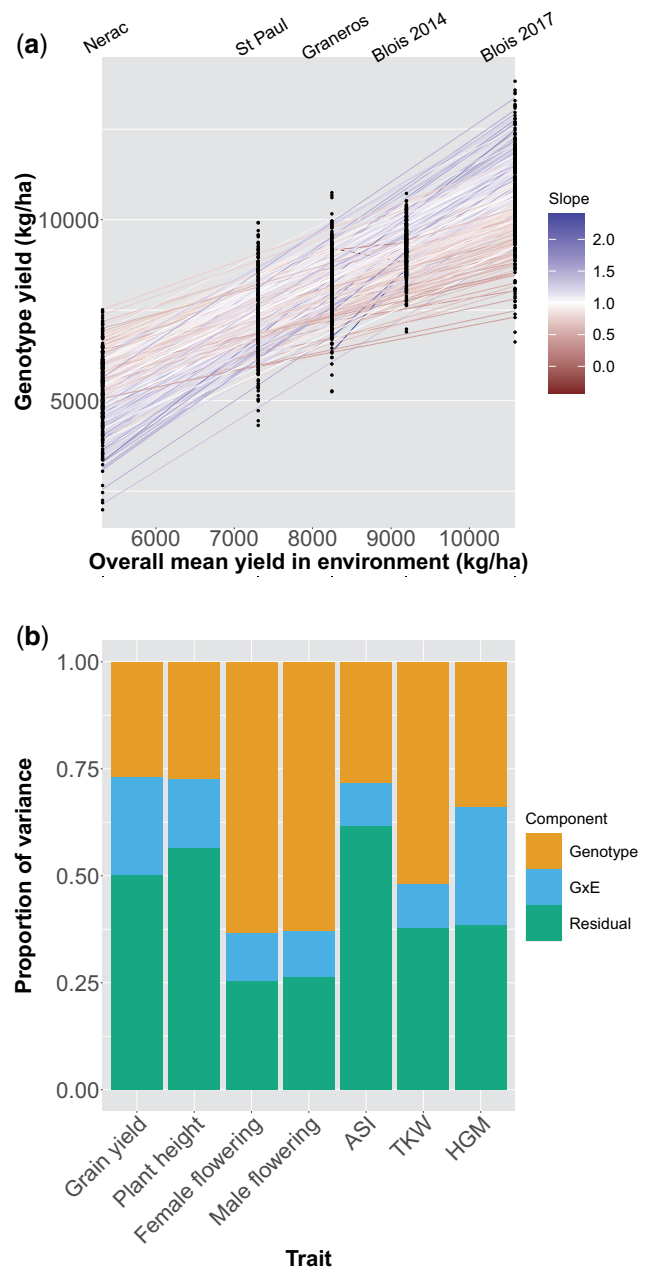 (a)
Nerac
St Paul
Graneros
Blois 2014
Blois 2017
Genotype yield (kg/ha)
10000
5000
Slope
2.0
1.5
1.0
0.5
0.0
6000 7000 8000 9000 10000
Overall mean yield in environment (kg/ha)
(b)
Proportion of variance
1.00
0.75
0.50
0.25
0.00
Component
Genotype
GxE
Residual
Grain yield
Plant height
Female flowering
Male flowering
ASI
TKW
HGM
Trait